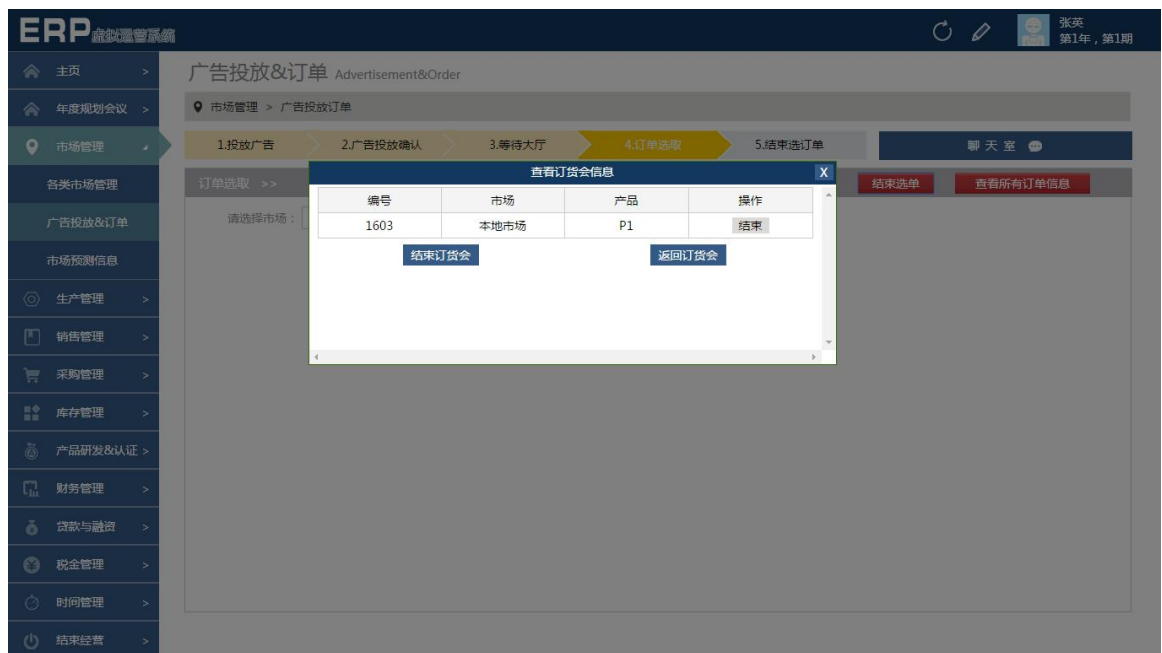 ERP虚拟运营系统
张英
第1年，第1期
主页 >
年度规划会议 >
市场管理
各类市场管理
广告投放&订单
市场预测信息
生产管理 >
销售管理 >
采购管理 >
库存管理 >
产品研发&认证 >
财务管理 >
贷款与融资 >
税金管理 >
时间管理 >
结束经营 >
广告投放&订单 Advertisement&Order
市场管理 > 广告投放订单
1.投放广告 2.广告投放确认 3.等待大厅 4.订单选取 5.结束选订单 聊天室
订单选取 >> 结束选单 查看所有订单信息
请选择市场：
查看订货会信息 X
编号 市场 产品 操作
1603 本地市场 P1 结束
结束订货会 返回订货会